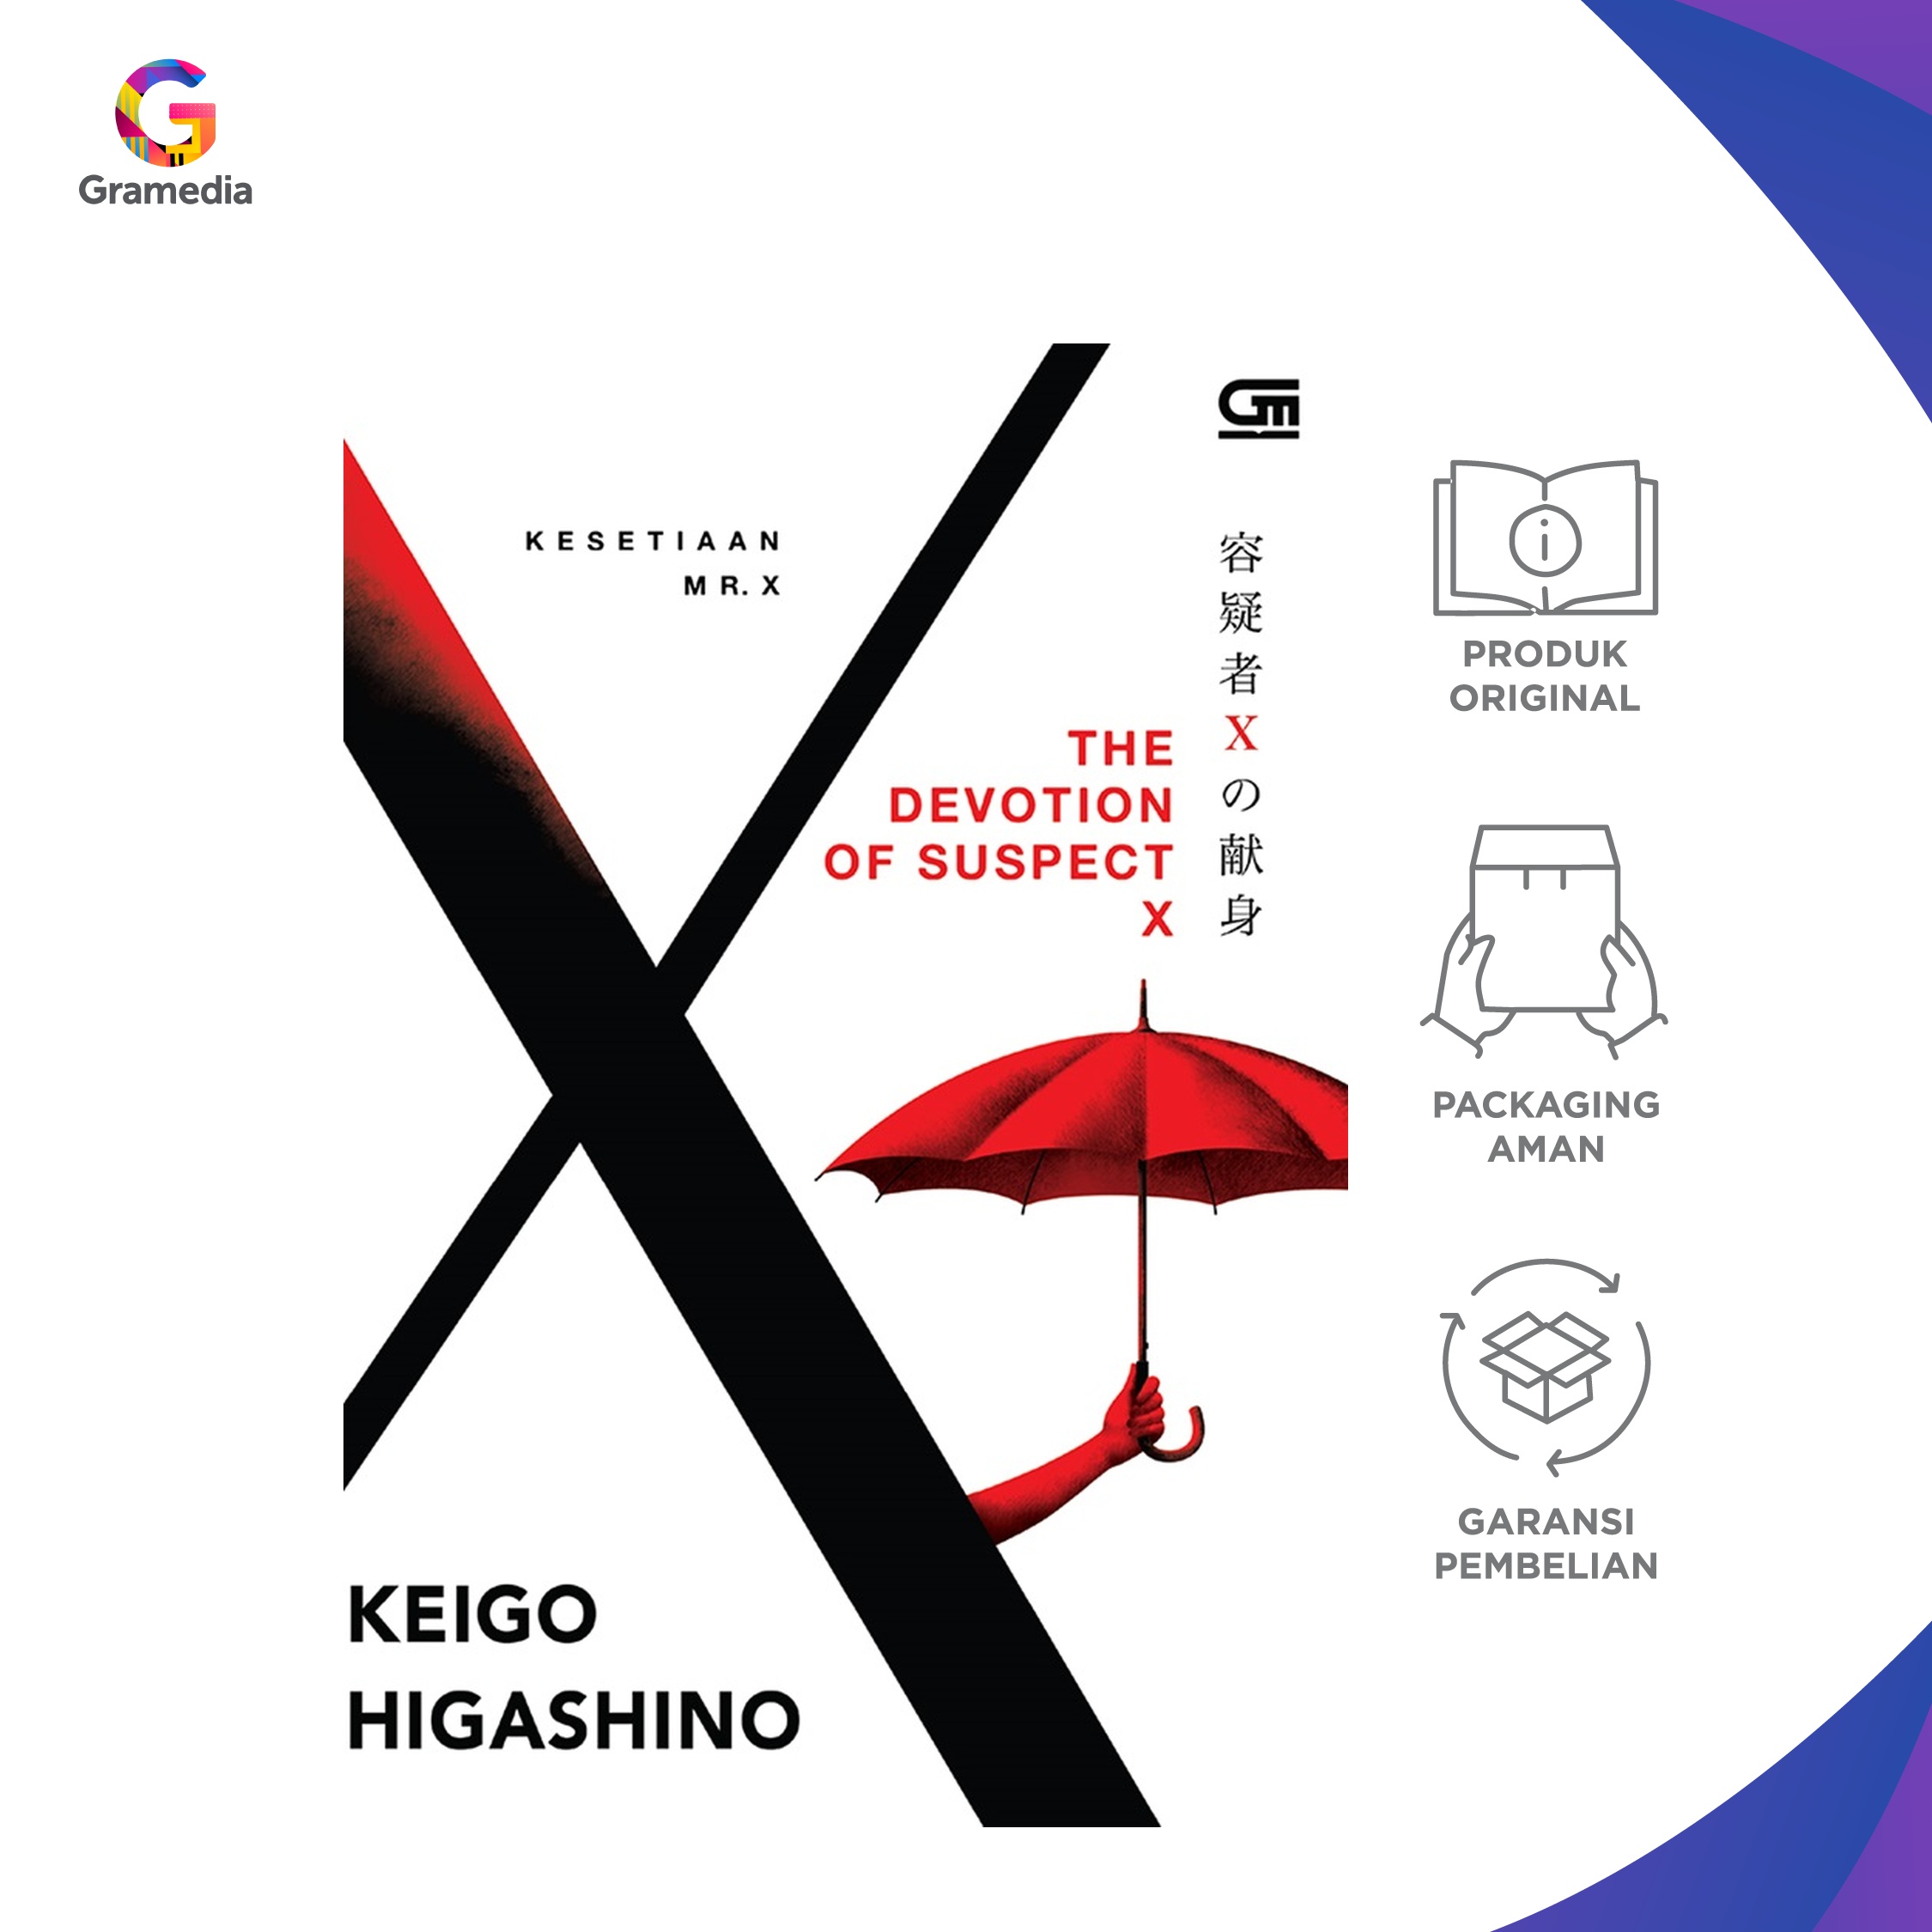 Gramedia
GM
KESETIAAN
MR. X
容疑者Xの献身
THE
DEVOTION
OF SUSPECT
X
KEIGO
HIGASHINO
i
PRODUK
ORIGINAL
PACKAGING
AMAN
GARANSI
PEMBELIAN